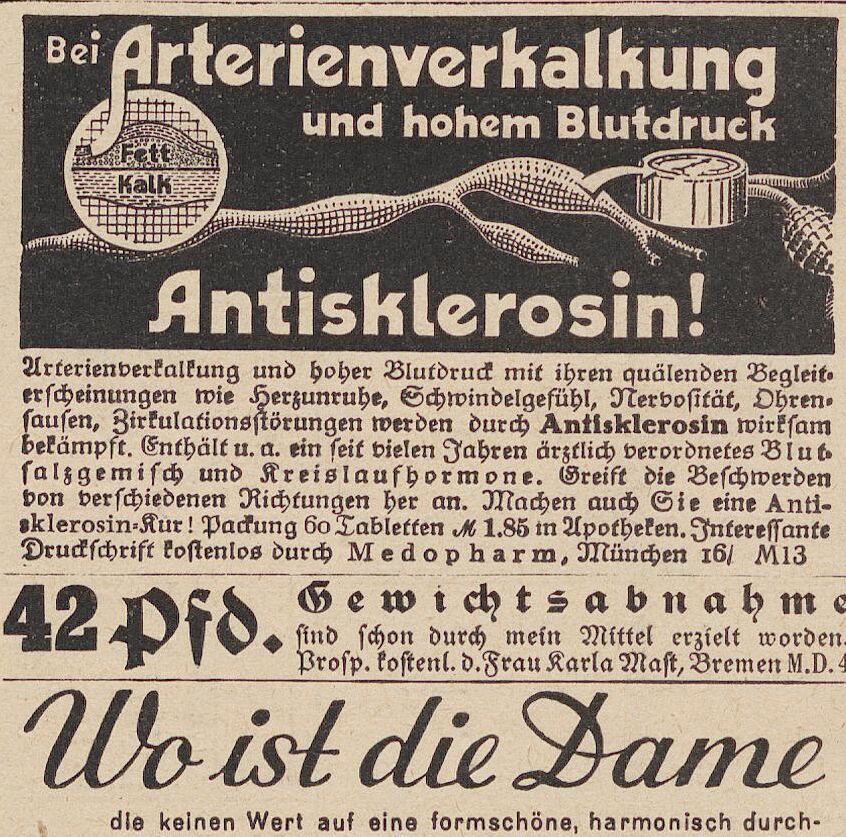 Bei Arterienverkalkung
und hohem Blutdruck
Fett
Kalk
Antisklerosin!
Arterienverkalkung und hoher Blutdruck mit ihren quälenden Begleit-
erscheinungen wie Herzunruhe, Schwindelgefühl, Nervosität, Ohren-
sausen, Zirkulationsstörungen werden durch Antisklerosin wirksam
bekämpft. Enthält u. a. ein seit vielen Jahren ärztlich verordnetes Blut-
salzgemisch und Kreislaufhormone. Greift die Beschwerden
von verschiedenen Richtungen her an. Machen auch Sie eine Anti-
sklerosin-Kur! Packung 60 Tabletten ℳ 1.85 in Apotheken. Interessante
Druckschrift kostenlos durch Medopharm, München 16/ M13
42 Pfd. Gewichtsabnahme
sind schon durch mein Mittel erzielt worden.
Prosp. kostenl. d. Frau Karla Mast, Bremen M.D. 4
Wo ist die Dame
die keinen Wert auf eine formschöne, harmonisch durch-